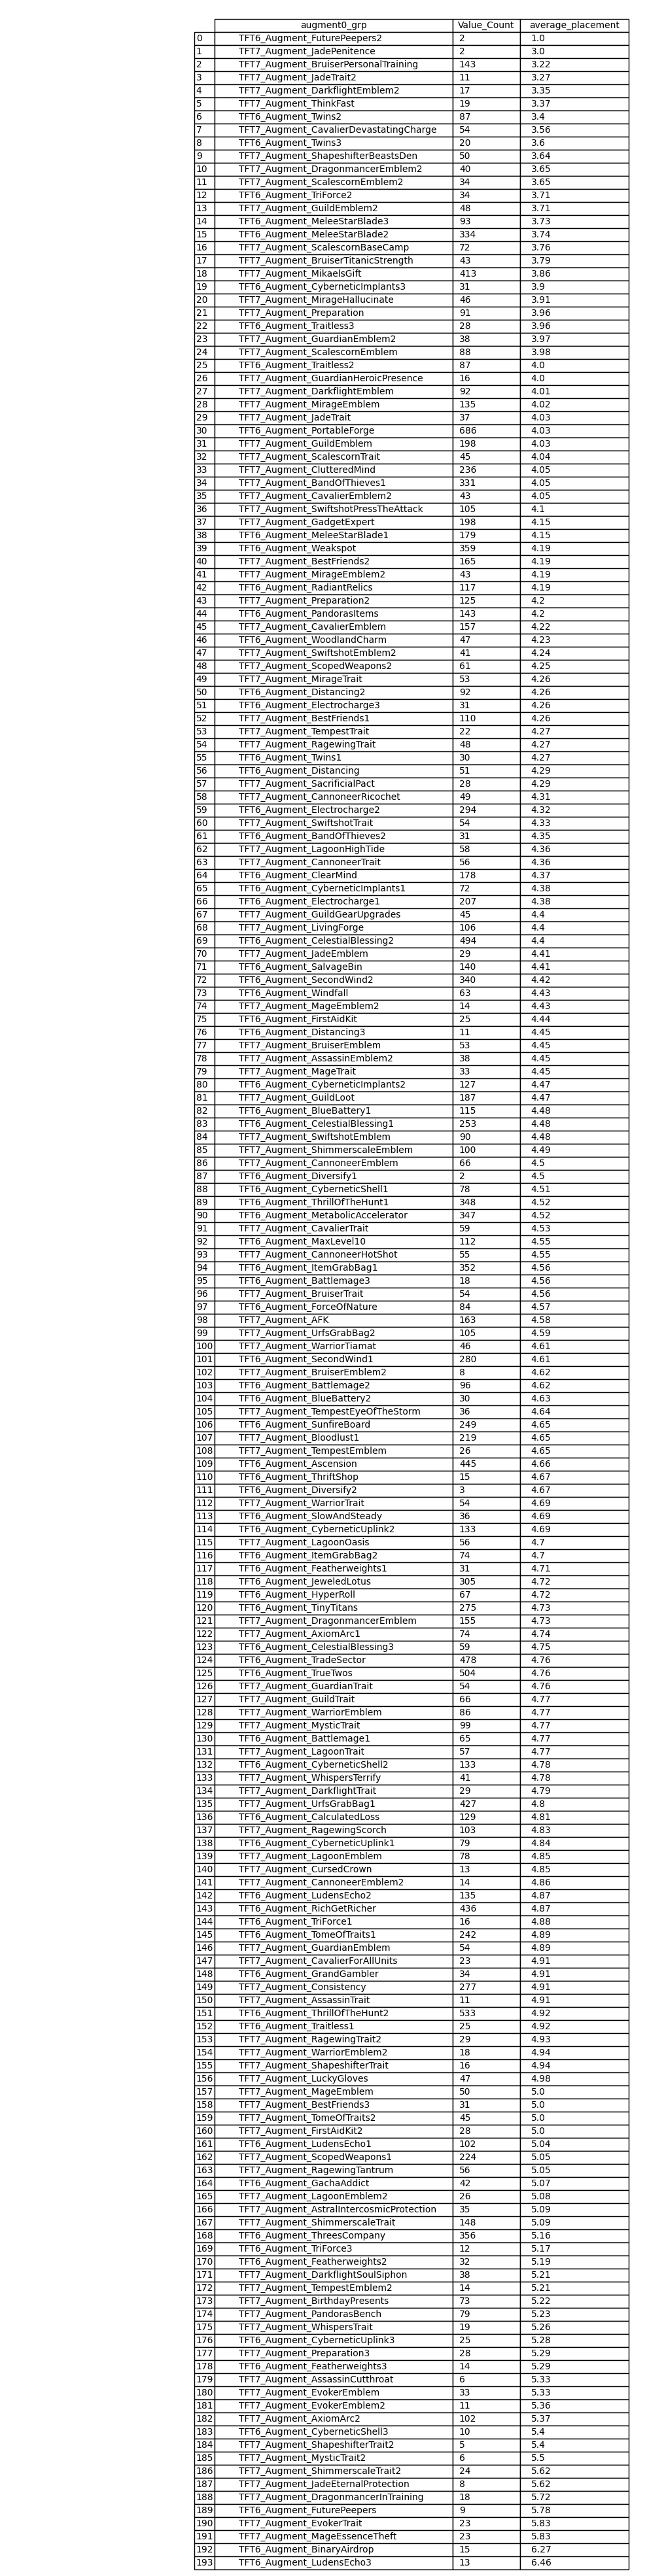 augment0_grp Value_Count average_placement
0 TFT6_Augment_FuturePeepers2 2 1.0
1 TFT7_Augment_JadePenitence 2 3.0
2 TFT7_Augment_BruiserPersonalTraining 143 3.22
3 TFT7_Augment_JadeTrait2 11 3.27
4 TFT7_Augment_DarkflightEmblem2 17 3.35
5 TFT7_Augment_ThinkFast 19 3.37
6 TFT6_Augment_Twins2 87 3.4
7 TFT7_Augment_CavalierDevastatingCharge 54 3.56
8 TFT6_Augment_Twins3 20 3.6
9 TFT7_Augment_ShapeshifterBeastsDen 50 3.64
10 TFT7_Augment_DragonmancerEmblem2 40 3.65
11 TFT7_Augment_ScalescornEmblem2 34 3.65
12 TFT6_Augment_TriForce2 34 3.71
13 TFT7_Augment_GuildEmblem2 48 3.71
14 TFT6_Augment_MeleeStarBlade3 93 3.73
15 TFT6_Augment_MeleeStarBlade2 334 3.74
16 TFT7_Augment_ScalescornBaseCamp 72 3.76
17 TFT7_Augment_BruiserTitanicStrength 43 3.79
18 TFT7_Augment_MikaelsGift 413 3.86
19 TFT6_Augment_CyberneticImplants3 31 3.9
20 TFT7_Augment_MirageHallucinate 46 3.91
21 TFT7_Augment_Preparation 91 3.96
22 TFT6_Augment_Traitless3 28 3.96
23 TFT7_Augment_GuardianEmblem2 38 3.97
24 TFT7_Augment_ScalescornEmblem 88 3.98
25 TFT6_Augment_Traitless2 87 4.0
26 TFT7_Augment_GuardianHeroicPresence 16 4.0
27 TFT7_Augment_DarkflightEmblem 92 4.01
28 TFT7_Augment_MirageEmblem 135 4.02
29 TFT7_Augment_JadeTrait 37 4.03
30 TFT6_Augment_PortableForge 686 4.03
31 TFT7_Augment_GuildEmblem 198 4.03
32 TFT7_Augment_ScalescornTrait 45 4.04
33 TFT7_Augment_ClutteredMind 236 4.05
34 TFT7_Augment_BandOfThieves1 331 4.05
35 TFT7_Augment_CavalierEmblem2 43 4.05
36 TFT7_Augment_SwiftshotPressTheAttack 105 4.1
37 TFT7_Augment_GadgetExpert 198 4.15
38 TFT6_Augment_MeleeStarBlade1 179 4.15
39 TFT6_Augment_Weakspot 359 4.19
40 TFT7_Augment_BestFriends2 165 4.19
41 TFT7_Augment_MirageEmblem2 43 4.19
42 TFT6_Augment_RadiantRelics 117 4.19
43 TFT7_Augment_Preparation2 125 4.2
44 TFT6_Augment_PandorasItems 143 4.2
45 TFT7_Augment_CavalierEmblem 157 4.22
46 TFT6_Augment_WoodlandCharm 47 4.23
47 TFT7_Augment_SwiftshotEmblem2 41 4.24
48 TFT7_Augment_ScopedWeapons2 61 4.25
49 TFT7_Augment_MirageTrait 53 4.26
50 TFT6_Augment_Distancing2 92 4.26
51 TFT6_Augment_Electrocharge3 31 4.26
52 TFT7_Augment_BestFriends1 110 4.26
53 TFT7_Augment_TempestTrait 22 4.27
54 TFT7_Augment_RagewingTrait 48 4.27
55 TFT6_Augment_Twins1 30 4.27
56 TFT6_Augment_Distancing 51 4.29
57 TFT7_Augment_SacrificialPact 28 4.29
58 TFT7_Augment_CannoneerRicochet 49 4.31
59 TFT6_Augment_Electrocharge2 294 4.32
60 TFT7_Augment_SwiftshotTrait 54 4.33
61 TFT6_Augment_BandOfThieves2 31 4.35
62 TFT7_Augment_LagoonHighTide 58 4.36
63 TFT7_Augment_CannoneerTrait 56 4.36
64 TFT6_Augment_ClearMind 178 4.37
65 TFT6_Augment_CyberneticImplants1 72 4.38
66 TFT6_Augment_Electrocharge1 207 4.38
67 TFT7_Augment_GuildGearUpgrades 45 4.4
68 TFT7_Augment_LivingForge 106 4.4
69 TFT6_Augment_CelestialBlessing2 494 4.4
70 TFT7_Augment_JadeEmblem 29 4.41
71 TFT6_Augment_SalvageBin 140 4.41
72 TFT6_Augment_SecondWind2 340 4.42
73 TFT6_Augment_Windfall 63 4.43
74 TFT7_Augment_MageEmblem2 14 4.43
75 TFT6_Augment_FirstAidKit 25 4.44
76 TFT6_Augment_Distancing3 11 4.45
77 TFT7_Augment_BruiserEmblem 53 4.45
78 TFT7_Augment_AssassinEmblem2 38 4.45
79 TFT7_Augment_MageTrait 33 4.45
80 TFT6_Augment_CyberneticImplants2 127 4.47
81 TFT7_Augment_GuildLoot 187 4.47
82 TFT6_Augment_BlueBattery1 115 4.48
83 TFT6_Augment_CelestialBlessing1 253 4.48
84 TFT7_Augment_SwiftshotEmblem 90 4.48
85 TFT7_Augment_ShimmerscaleEmblem 100 4.49
86 TFT7_Augment_CannoneerEmblem 66 4.5
87 TFT6_Augment_Diversify1 2 4.5
88 TFT6_Augment_CyberneticShell1 78 4.51
89 TFT6_Augment_ThrillOfTheHunt1 348 4.52
90 TFT6_Augment_MetabolicAccelerator 347 4.52
91 TFT7_Augment_CavalierTrait 59 4.53
92 TFT6_Augment_MaxLevel10 112 4.55
93 TFT7_Augment_CannoneerHotShot 55 4.55
94 TFT6_Augment_ItemGrabBag1 352 4.56
95 TFT6_Augment_Battlemage3 18 4.56
96 TFT7_Augment_BruiserTrait 54 4.56
97 TFT6_Augment_ForceOfNature 84 4.57
98 TFT7_Augment_AFK 163 4.58
99 TFT7_Augment_UrfsGrabBag2 105 4.59
100 TFT7_Augment_WarriorTiamat 46 4.61
101 TFT6_Augment_SecondWind1 280 4.61
102 TFT7_Augment_BruiserEmblem2 8 4.62
103 TFT6_Augment_Battlemage2 96 4.62
104 TFT6_Augment_BlueBattery2 30 4.63
105 TFT7_Augment_TempestEyeOfTheStorm 36 4.64
106 TFT6_Augment_SunfireBoard 249 4.65
107 TFT7_Augment_Bloodlust1 219 4.65
108 TFT7_Augment_TempestEmblem 26 4.65
109 TFT6_Augment_Ascension 445 4.66
110 TFT6_Augment_ThriftShop 15 4.67
111 TFT6_Augment_Diversify2 3 4.67
112 TFT7_Augment_WarriorTrait 54 4.69
113 TFT6_Augment_SlowAndSteady 36 4.69
114 TFT6_Augment_CyberneticUplink2 133 4.69
115 TFT7_Augment_LagoonOasis 56 4.7
116 TFT6_Augment_ItemGrabBag2 74 4.7
117 TFT6_Augment_Featherweights1 31 4.71
118 TFT6_Augment_JeweledLotus 305 4.72
119 TFT6_Augment_HyperRoll 67 4.72
120 TFT6_Augment_TinyTitans 275 4.73
121 TFT7_Augment_DragonmancerEmblem 155 4.73
122 TFT7_Augment_AxiomArc1 74 4.74
123 TFT6_Augment_CelestialBlessing3 59 4.75
124 TFT6_Augment_TradeSector 478 4.76
125 TFT6_Augment_TrueTwos 504 4.76
126 TFT7_Augment_GuardianTrait 54 4.76
127 TFT7_Augment_GuildTrait 66 4.77
128 TFT7_Augment_WarriorEmblem 86 4.77
129 TFT7_Augment_MysticTrait 99 4.77
130 TFT6_Augment_Battlemage1 65 4.77
131 TFT7_Augment_LagoonTrait 57 4.77
132 TFT6_Augment_CyberneticShell2 133 4.78
133 TFT7_Augment_WhispersTerrify 41 4.78
134 TFT7_Augment_DarkflightTrait 29 4.79
135 TFT7_Augment_UrfsGrabBag1 427 4.8
136 TFT6_Augment_CalculatedLoss 129 4.81
137 TFT7_Augment_RagewingScorch 103 4.83
138 TFT6_Augment_CyberneticUplink1 79 4.84
139 TFT7_Augment_LagoonEmblem 78 4.85
140 TFT7_Augment_CursedCrown 13 4.85
141 TFT7_Augment_CannoneerEmblem2 14 4.86
142 TFT6_Augment_LudensEcho2 135 4.87
143 TFT7_Augment_RichGetRicher 436 4.87
144 TFT6_Augment_TriForce1 16 4.88
145 TFT6_Augment_TomeOfTraits1 242 4.89
146 TFT7_Augment_GuardianEmblem 54 4.89
147 TFT7_Augment_CavalierForAllUnits 23 4.91
148 TFT6_Augment_GrandGambler 34 4.91
149 TFT7_Augment_Consistency 277 4.91
150 TFT7_Augment_AssassinTrait 11 4.91
151 TFT6_Augment_ThrillOfTheHunt2 533 4.92
152 TFT6_Augment_Traitless1 25 4.92
153 TFT7_Augment_RagewingTrait2 29 4.93
154 TFT7_Augment_WarriorEmblem2 18 4.94
155 TFT7_Augment_ShapeshifterTrait 16 4.94
156 TFT7_Augment_LuckyGloves 47 4.98
157 TFT7_Augment_MageEmblem 50 5.0
158 TFT7_Augment_BestFriends3 31 5.0
159 TFT6_Augment_TomeOfTraits2 45 5.0
160 TFT7_Augment_FirstAidKit2 28 5.0
161 TFT6_Augment_LudensEcho1 102 5.04
162 TFT7_Augment_ScopedWeapons1 224 5.05
163 TFT7_Augment_RagewingTantrum 56 5.05
164 TFT6_Augment_GachaAddict 42 5.07
165 TFT7_Augment_LagoonEmblem2 26 5.08
166 TFT7_Augment_AstralIntercosmicProtection 35 5.09
167 TFT7_Augment_ShimmerscaleTrait 148 5.09
168 TFT6_Augment_ThreesCompany 356 5.16
169 TFT6_Augment_TriForce3 12 5.17
170 TFT6_Augment_Featherweights2 32 5.19
171 TFT7_Augment_DarkflightSoulSiphon 38 5.21
172 TFT7_Augment_TempestEmblem2 14 5.21
173 TFT7_Augment_BirthdayPresents 73 5.22
174 TFT6_Augment_PandorasBench 79 5.23
175 TFT7_Augment_WhispersTrait 19 5.26
176 TFT6_Augment_CyberneticUplink3 25 5.28
177 TFT7_Augment_Preparation3 28 5.29
178 TFT6_Augment_Featherweights3 14 5.29
179 TFT7_Augment_AssassinCutthroat 6 5.33
180 TFT7_Augment_EvokerEmblem 33 5.33
181 TFT7_Augment_EvokerEmblem2 11 5.36
182 TFT7_Augment_AxiomArc2 102 5.37
183 TFT6_Augment_CyberneticShell3 10 5.4
184 TFT7_Augment_ShapeshifterTrait2 5 5.4
185 TFT7_Augment_MysticTrait2 6 5.5
186 TFT7_Augment_ShimmerscaleTrait2 24 5.62
187 TFT7_Augment_JadeEternalProtection 8 5.62
188 TFT7_Augment_DragonmancerInTraining 18 5.72
189 TFT6_Augment_FuturePeepers 9 5.78
190 TFT7_Augment_EvokerTrait 23 5.83
191 TFT7_Augment_MageEssenceTheft 23 5.83
192 TFT6_Augment_BinaryAirdrop 15 6.27
193 TFT6_Augment_LudensEcho3 13 6.46